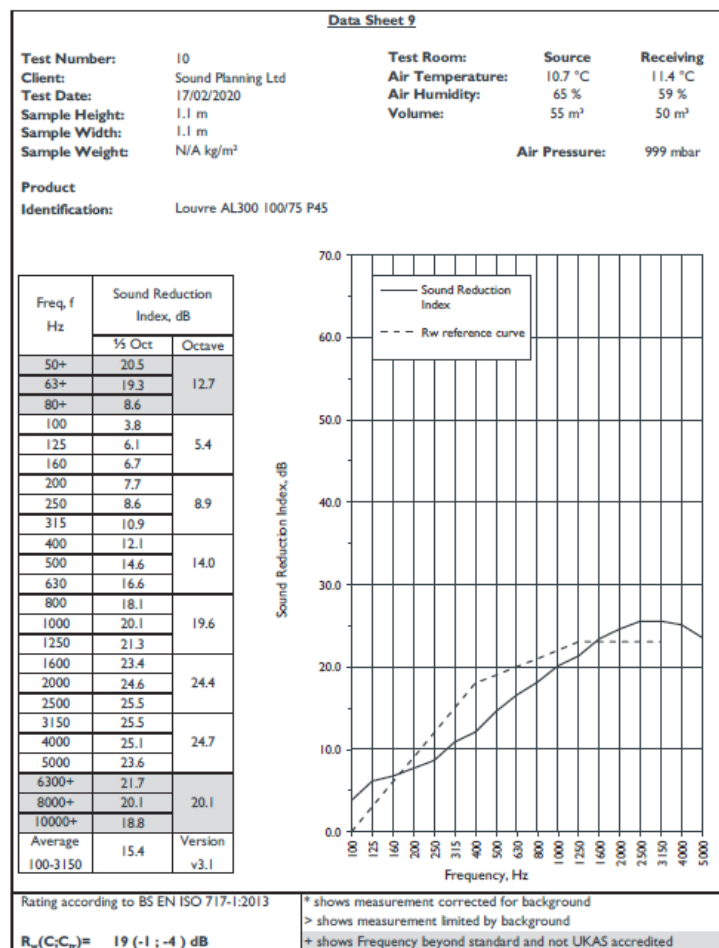 Data Sheet 9
Test Number: 10 Test Room: Source Receiving
Client: Sound Planning Ltd Air Temperature: 10.7 °C 11.4 °C
Test Date: 17/02/2020 Air Humidity: 65 % 59 %
Sample Height: 1.1 m Volume: 55 m³ 50 m³
Sample Width: 1.1 m
Sample Weight: N/A kg/m² Air Pressure: 999 mbar
Product
Identification: Louvre AL300 100/75 P45
Freq, f Sound Reduction
Hz Index, dB
⅓ Oct Octave
50+ 20.5
63+ 19.3 12.7
80+ 8.6
100 3.8
125 6.1 5.4
160 6.7
200 7.7
250 8.6 8.9
315 10.9
400 12.1
500 14.6 14.0
630 16.6
800 18.1
1000 20.1 19.6
1250 21.3
1600 23.4
2000 24.6 24.4
2500 25.5
3150 25.5
4000 25.1 24.7
5000 23.6
6300+ 21.7
8000+ 20.1 20.1
10000+ 18.8
Average 15.4 Version
100-3150 v3.1
Sound Reduction Index, dB
70.0
60.0
50.0
40.0
30.0
20.0
10.0
0.0
Sound Reduction
Index
Rw reference curve
100 125 160 200 250 315 400 500 630 800 1000 1250 1600 2000 2500 3150 4000 5000
Frequency, Hz
Rating according to BS EN ISO 717-1:2013
R_w(C;C_tr)= 19 (-1 ; -4 ) dB
* shows measurement corrected for background
> shows measurement limited by background
+ shows Frequency beyond standard and not UKAS accredited